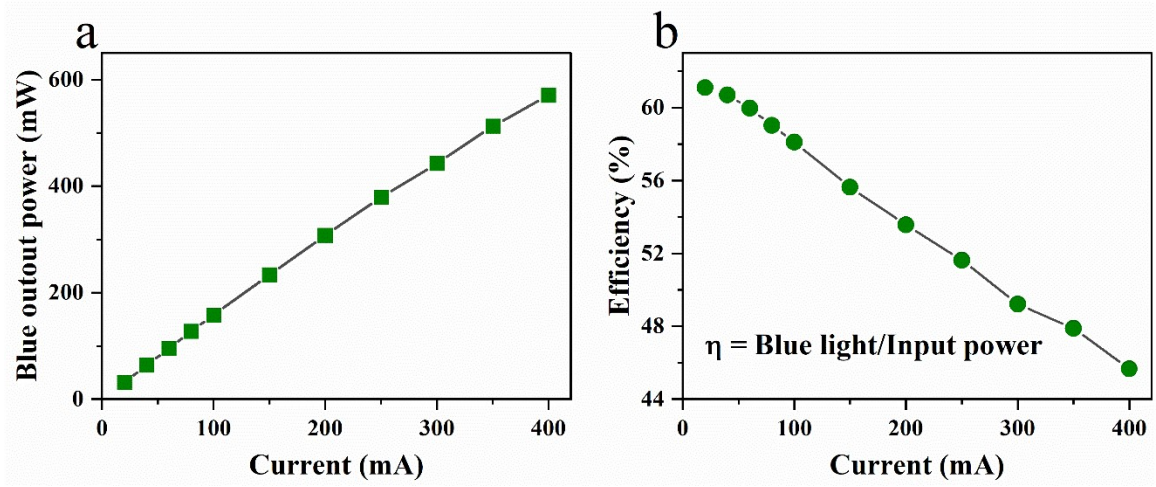 a
Blue outout power (mW)
600
400
200
0
0 100 200 300 400
Current (mA)
b
Efficiency (%)
60
56
52
48
44
η = Blue light/Input power
0 100 200 300 400
Current (mA)